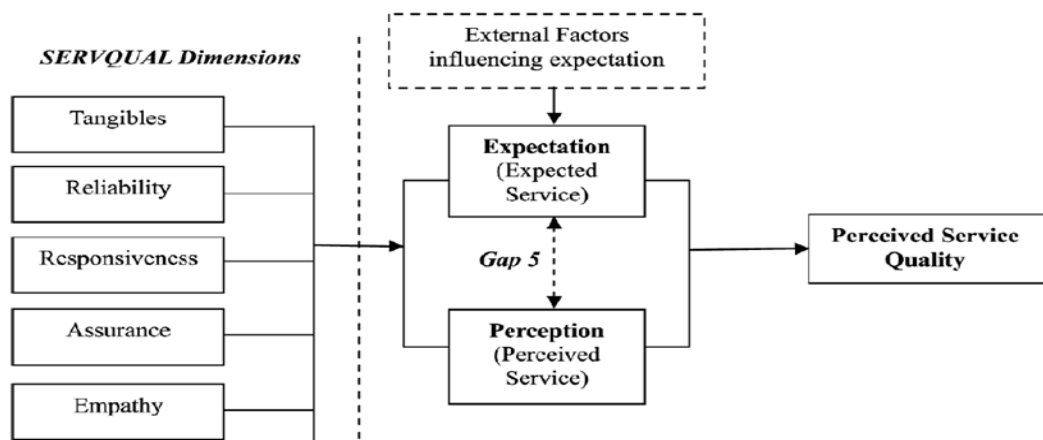 SERVQUAL Dimensions
Tangibles
Reliability
Responsiveness
Assurance
Empathy
External Factors
influencing expectation
Expectation
(Expected
Service)
Gap 5
Perception
(Perceived
Service)
Perceived Service
Quality